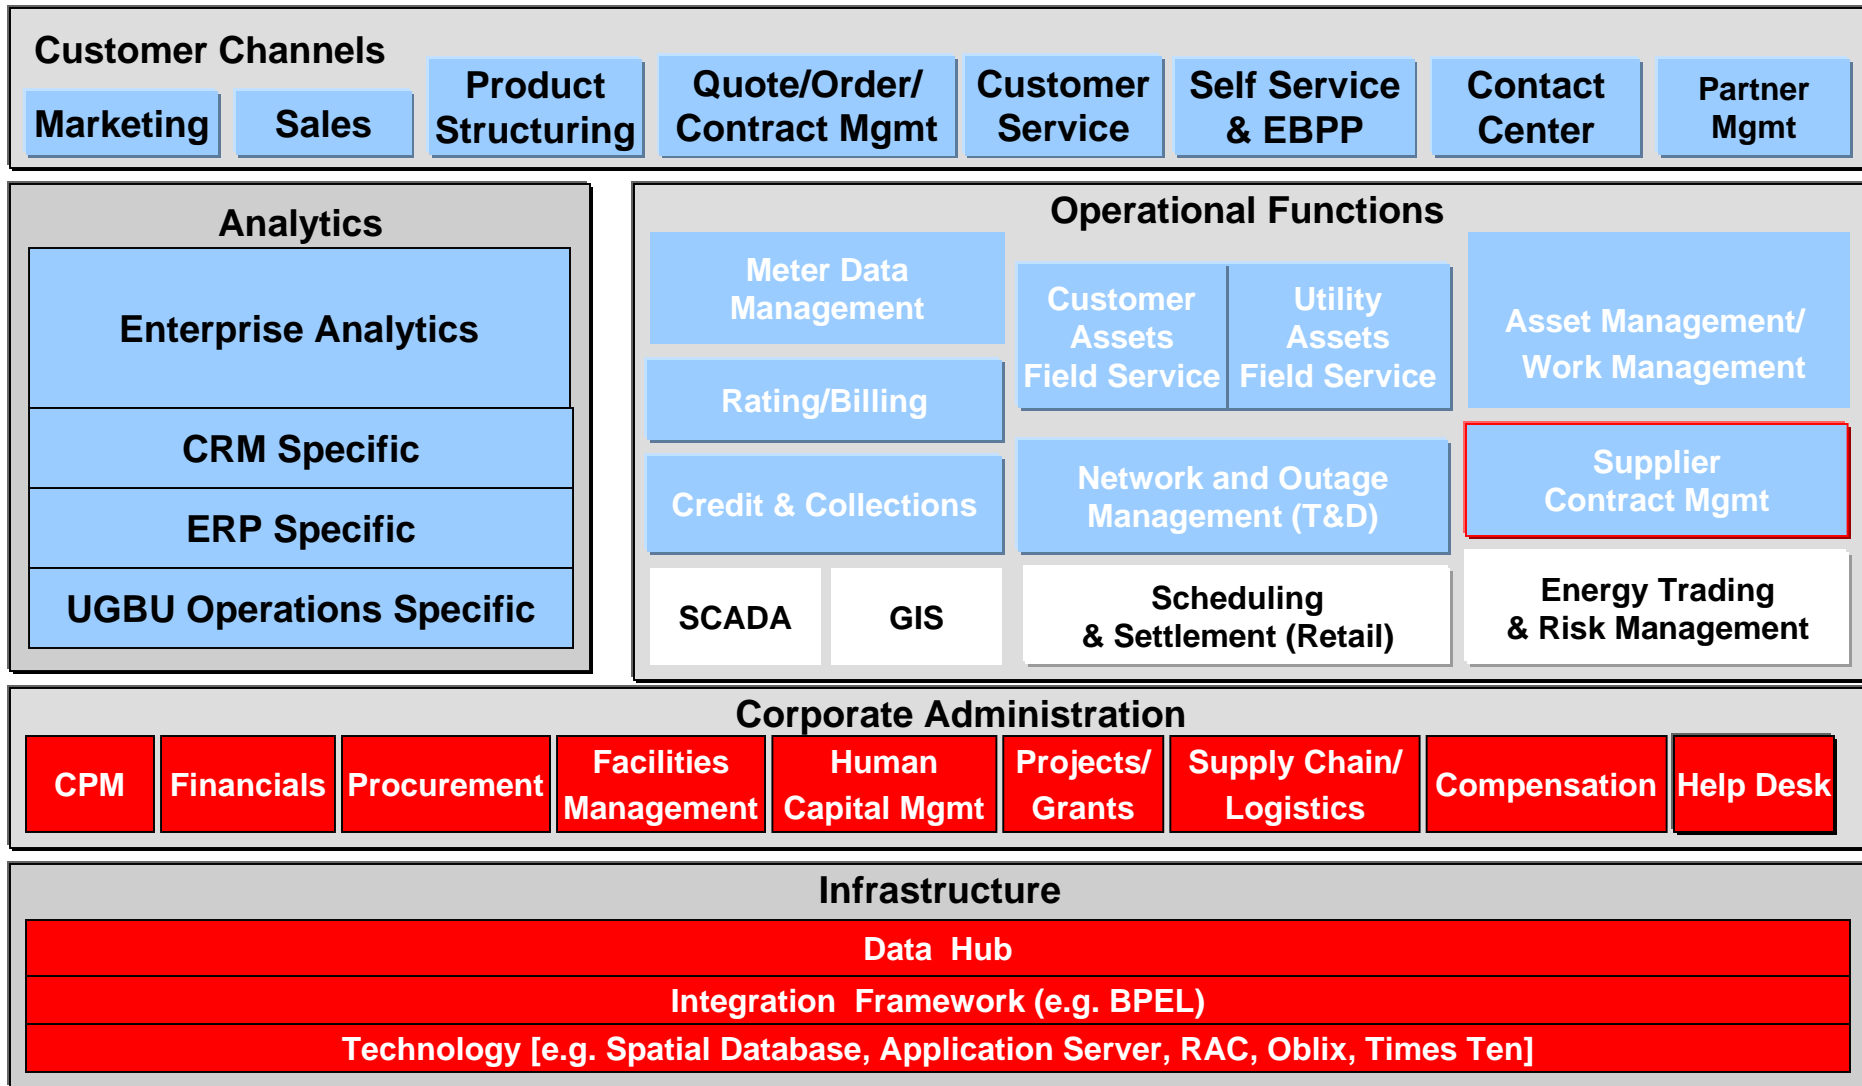 Customer Channels
Marketing
Sales
Product
Structuring
Quote/Order/
Contract Mgmt
Customer
Service
Self Service
& EBPP
Contact
Center
Partner
Mgmt
Analytics
Enterprise Analytics
CRM Specific
ERP Specific
UGBU Operations Specific
Operational Functions
Meter Data
Management
Rating/Billing
Credit & Collections
SCADA
GIS
Customer
Assets
Field Service
Utility
Assets
Field Service
Network and Outage
Management (T&D)
Scheduling
& Settlement (Retail)
Asset Management/
Work Management
Supplier
Contract Mgmt
Energy Trading
& Risk Management
Corporate Administration
CPM
Financials
Procurement
Facilities
Management
Human
Capital Mgmt
Projects/
Grants
Supply Chain/
Logistics
Compensation
Help Desk
Infrastructure
Data Hub
Integration Framework (e.g. BPEL)
Technology [e.g. Spatial Database, Application Server, RAC, Oblix, Times Ten]